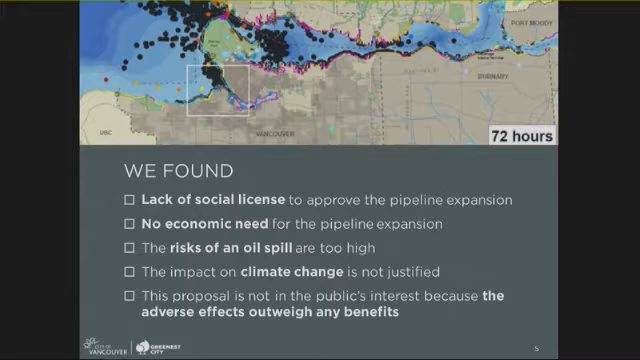 PORT MOODY
BURNABY
UBC
VANCOUVER
72 hours
WE FOUND
Lack of social license to approve the pipeline expansion
No economic need for the pipeline expansion
The risks of an oil spill are too high
The impact on climate change is not justified
This proposal is not in the public's interest because the
adverse effects outweigh any benefits
CITY OF
VANCOUVER
GREENEST
CITY
5